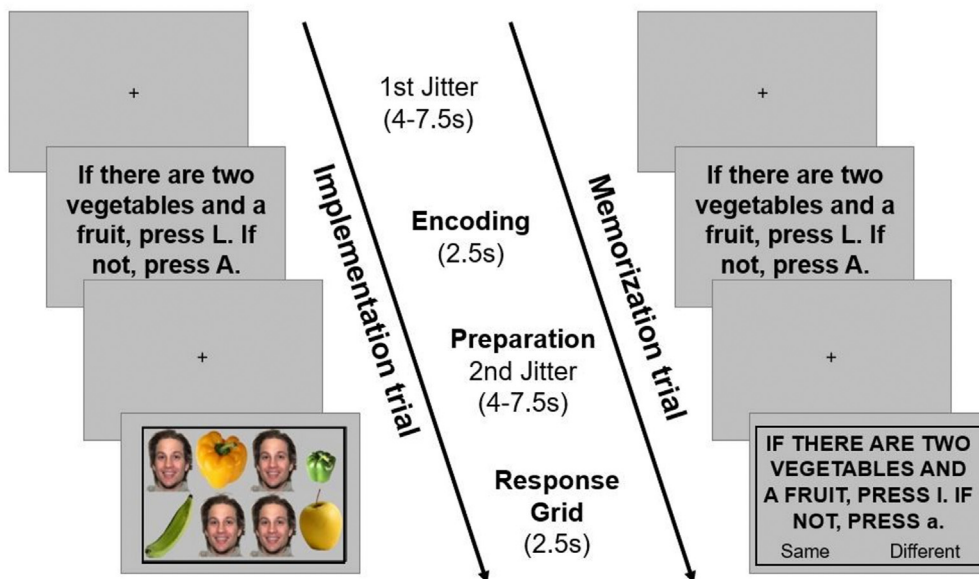 +
If there are two
vegetables and a
fruit, press L. If
not, press A.
+
Implementation trial
1st Jitter
(4-7.5s)
Encoding
(2.5s)
Preparation
2nd Jitter
(4-7.5s)
Response
Grid
(2.5s)
Memorization trial
+
If there are two
vegetables and a
fruit, press L. If
not, press A.
+
IF THERE ARE TWO
VEGETABLES AND
A FRUIT, PRESS l. IF
NOT, PRESS a.
Same Different